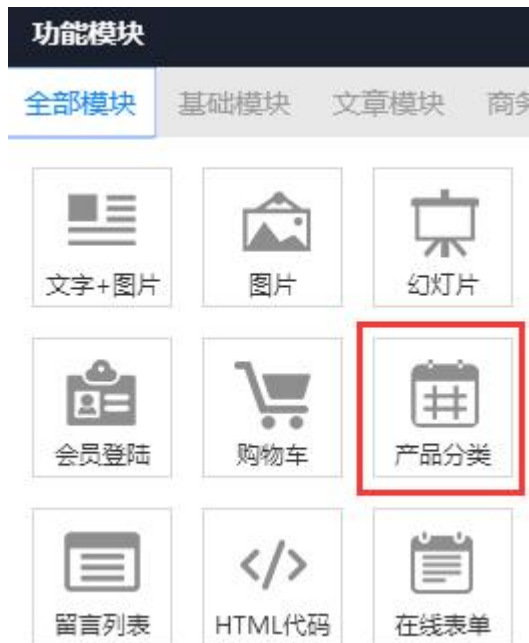 功能模块
全部模块 基础模块 文章模块 商务
文字+图片 图片 幻灯片
会员登陆 购物车 产品分类
</>
留言列表 HTML代码 在线表单